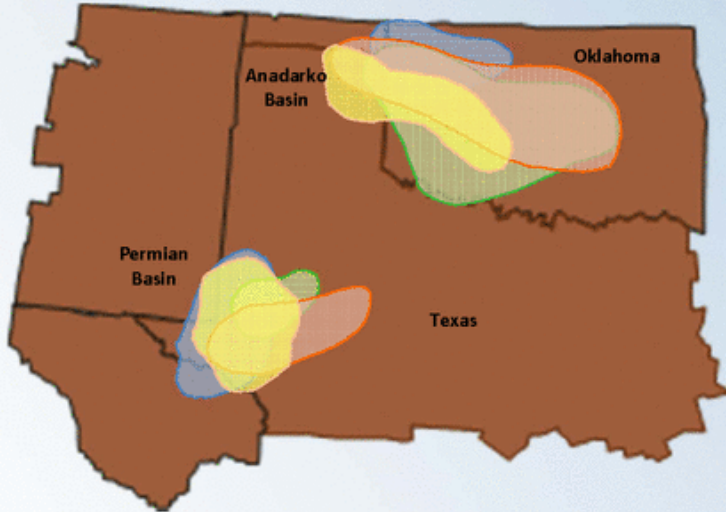 Oklahoma
Anadarko
Basin
Permian
Basin
Texas